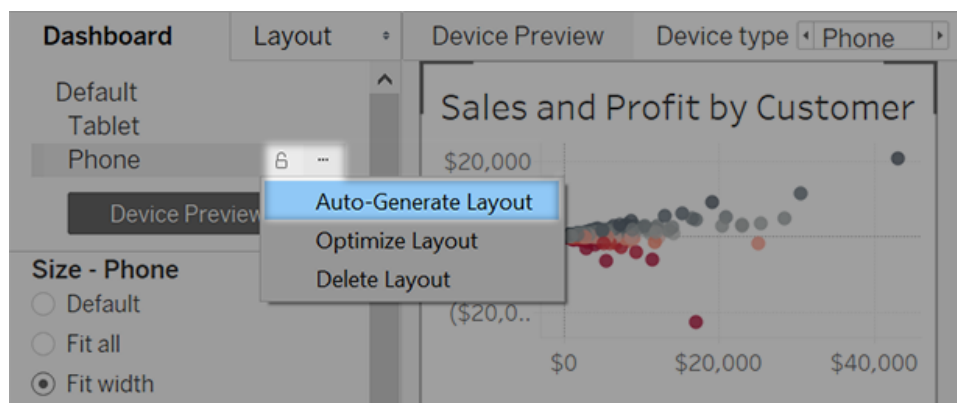 Dashboard
Layout
Device Preview
Device type
Phone
Default
Tablet
Phone
Auto-Generate Layout
Optimize Layout
Delete Layout
Device Preview
Size - Phone
Default
Fit all
Fit width
Sales and Profit by Customer
$20,000
($20,0..
$0
$20,000
$40,000